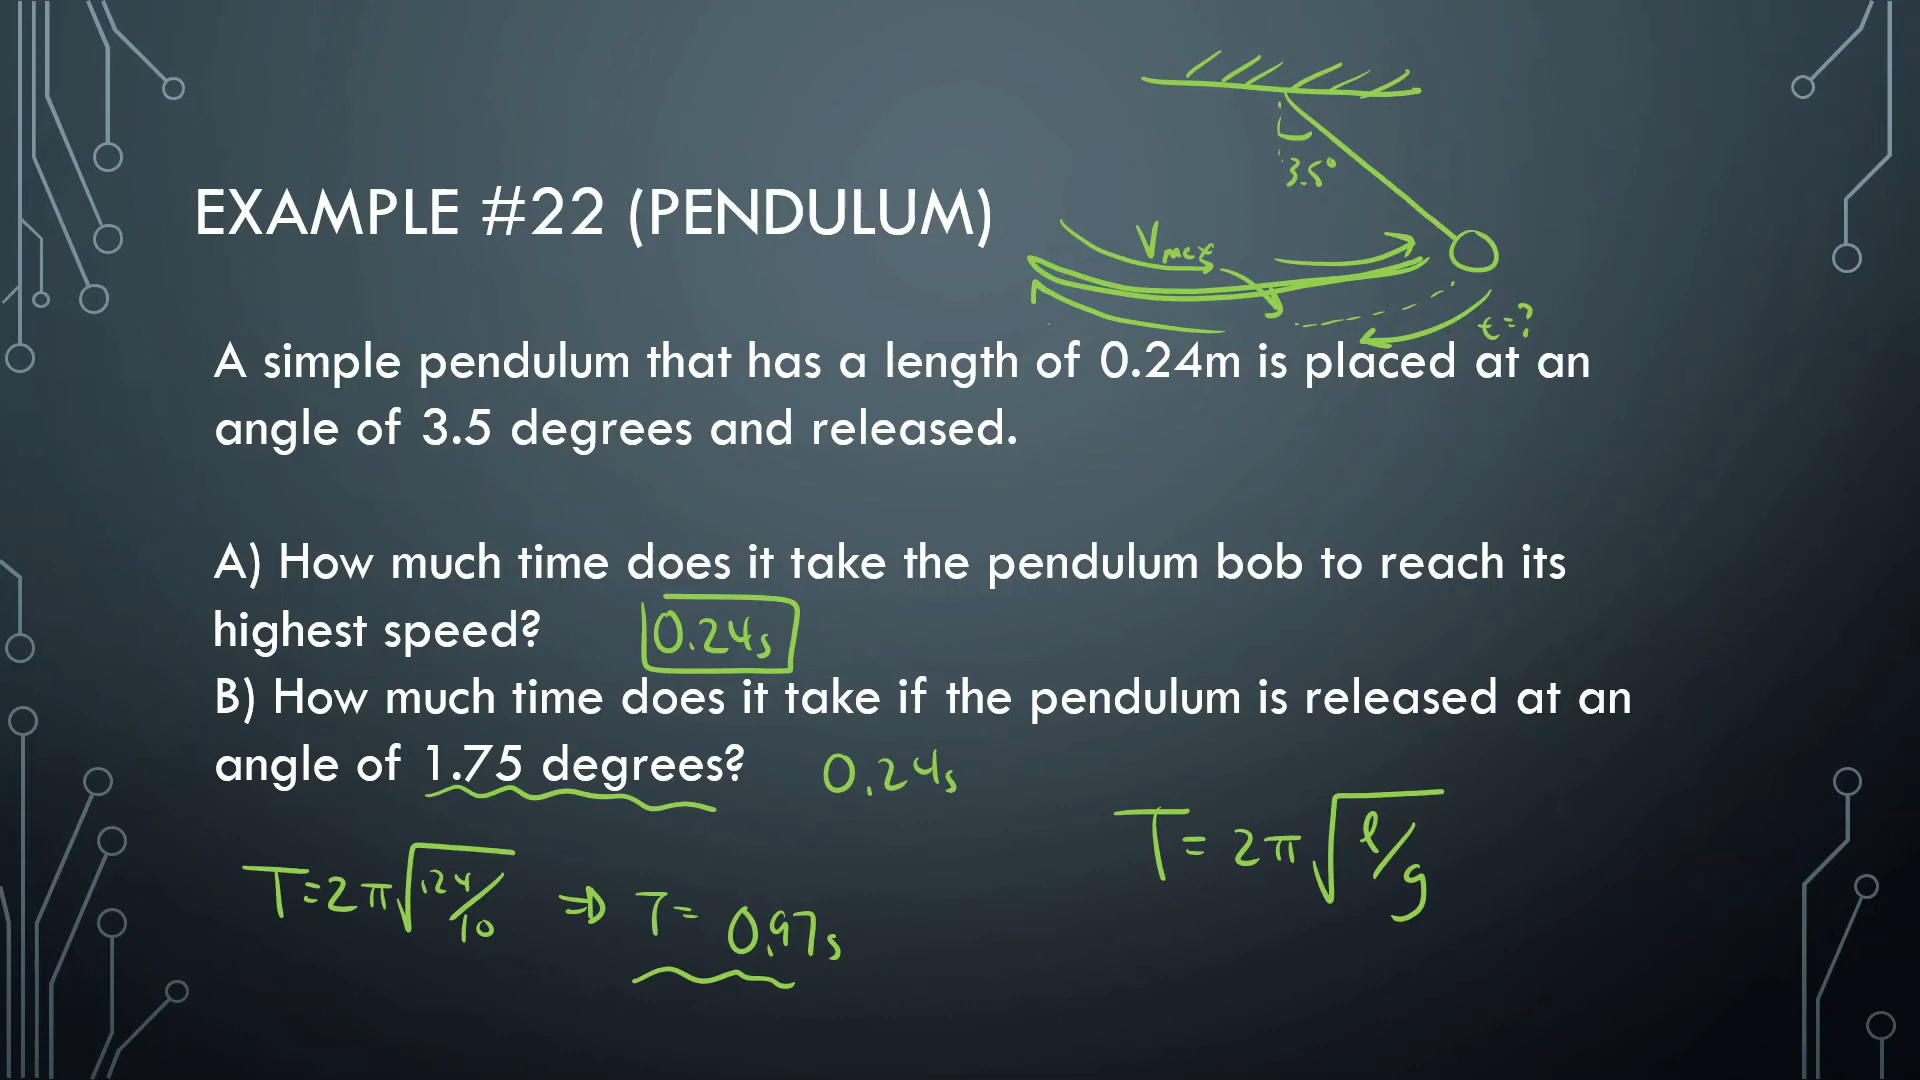 3.5°
EXAMPLE #22 (PENDULUM)
Vmax
t=?
A simple pendulum that has a length of 0.24m is placed at an
angle of 3.5 degrees and released.
A) How much time does it take the pendulum bob to reach its
highest speed? 0.24s
B) How much time does it take if the pendulum is released at an
angle of 1.75 degrees? 0.24s
T=2π√.24/10 ⇒ T= 0.97s
T=2π√l/g